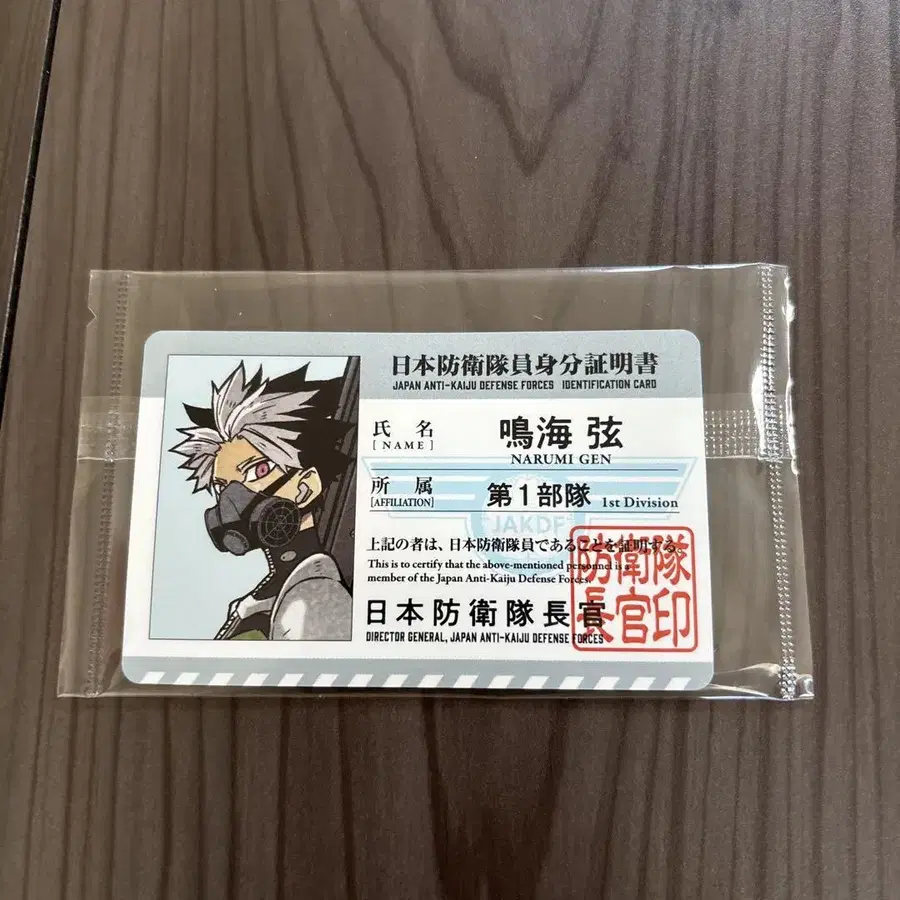 日本防衛隊員身分証明書
JAPAN ANTI-KAIJU DEFENSE FORCES IDENTIFICATION CARD
氏 名 鳴海 弦
[NAME] NARUMI GEN
所 属 第1部隊 1st Division
[AFFILIATION]
JAKDF
上記の者は、日本防衛隊員であることを証明する。
This is to certify that the above-mentioned personnel is a
member of the Japan Anti-Kaiju Defense Forces.
日本防衛隊長官
DIRECTOR GENERAL, JAPAN ANTI-KAIJU DEFENSE FORCES
防衛隊
長官印